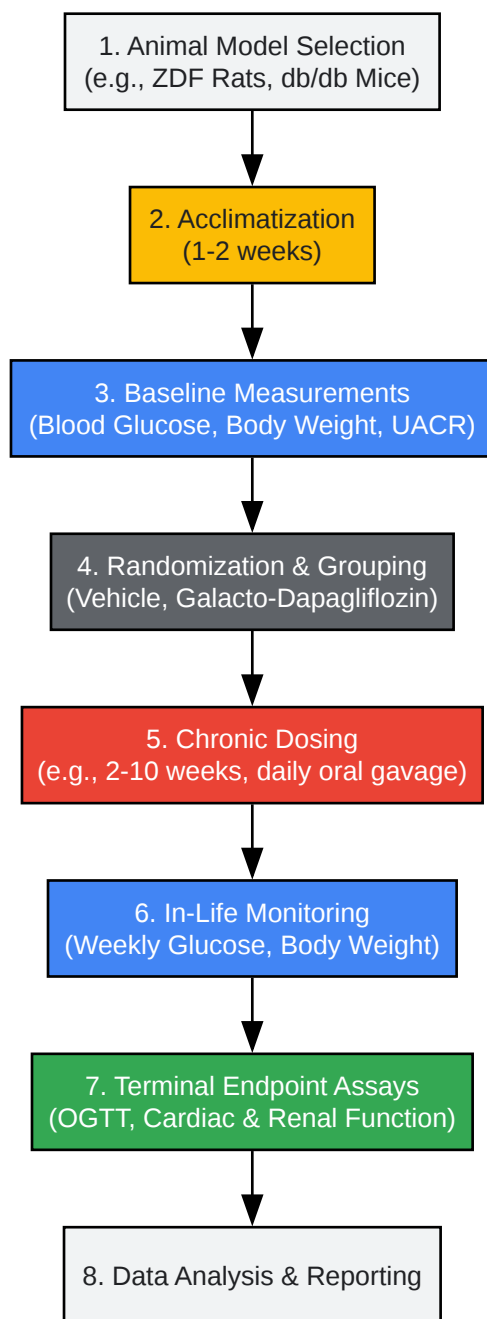 1. Animal Model Selection
(e.g., ZDF Rats, db/db Mice)
2. Acclimatization
(1-2 weeks)
3. Baseline Measurements
(Blood Glucose, Body Weight, UACR)
4. Randomization & Grouping
(Vehicle, Galacto-Dapagliflozin)
5. Chronic Dosing
(e.g., 2-10 weeks, daily oral gavage)
6. In-Life Monitoring
(Weekly Glucose, Body Weight)
7. Terminal Endpoint Assays
(OGTT, Cardiac & Renal Function)
8. Data Analysis & Reporting